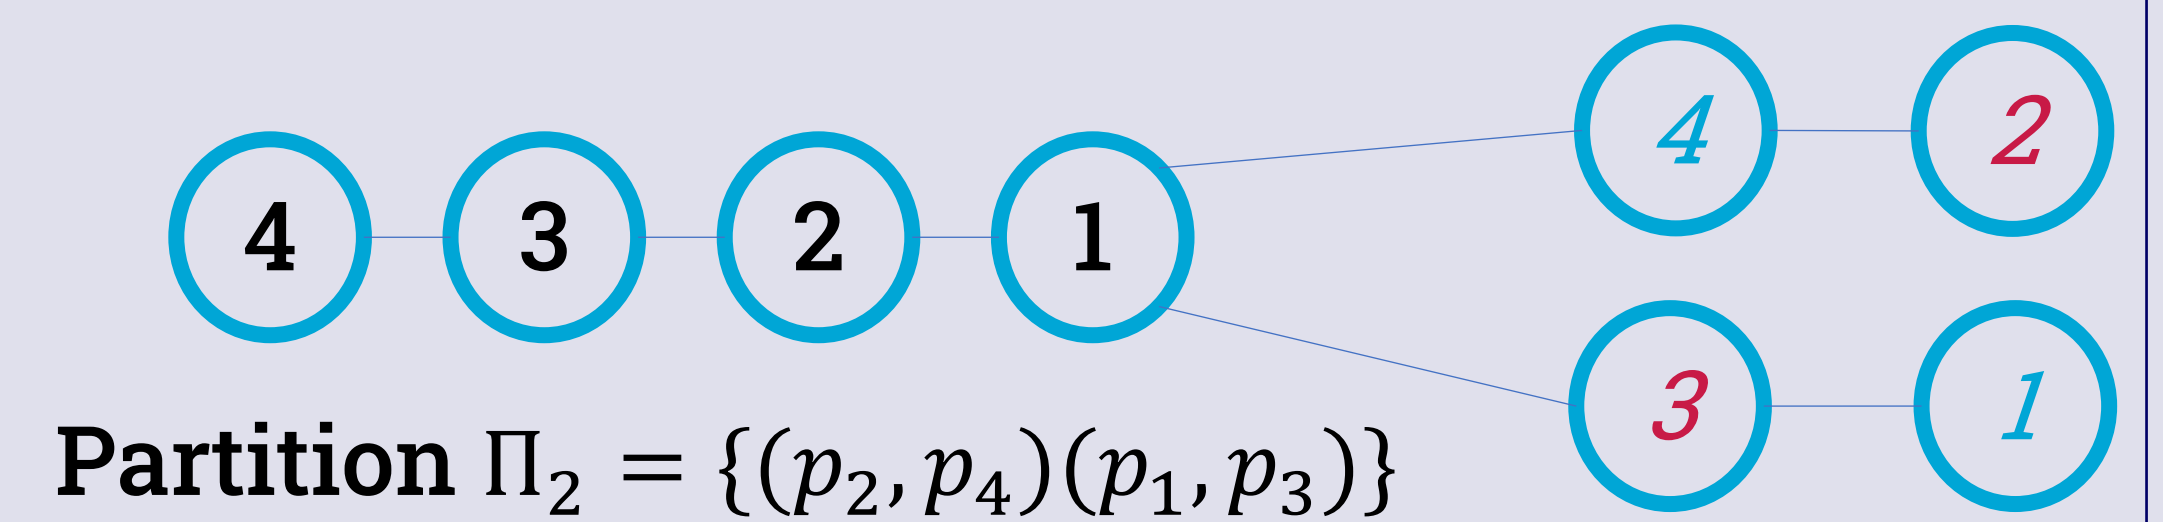 4 2
4 3 2 1
3 1
Partition Π₂ = {(p₂, p₄)(p₁, p₃)}